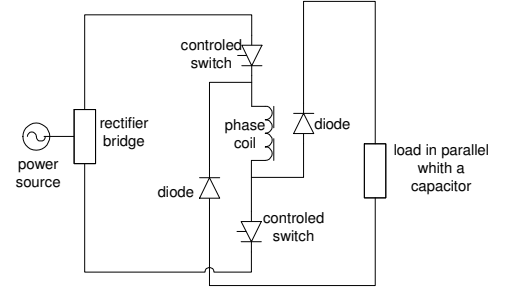 controled
switch
rectifier
bridge
phase
coil
diode
power
source
load in parallel
whith a
capacitor
diode
controled
switch